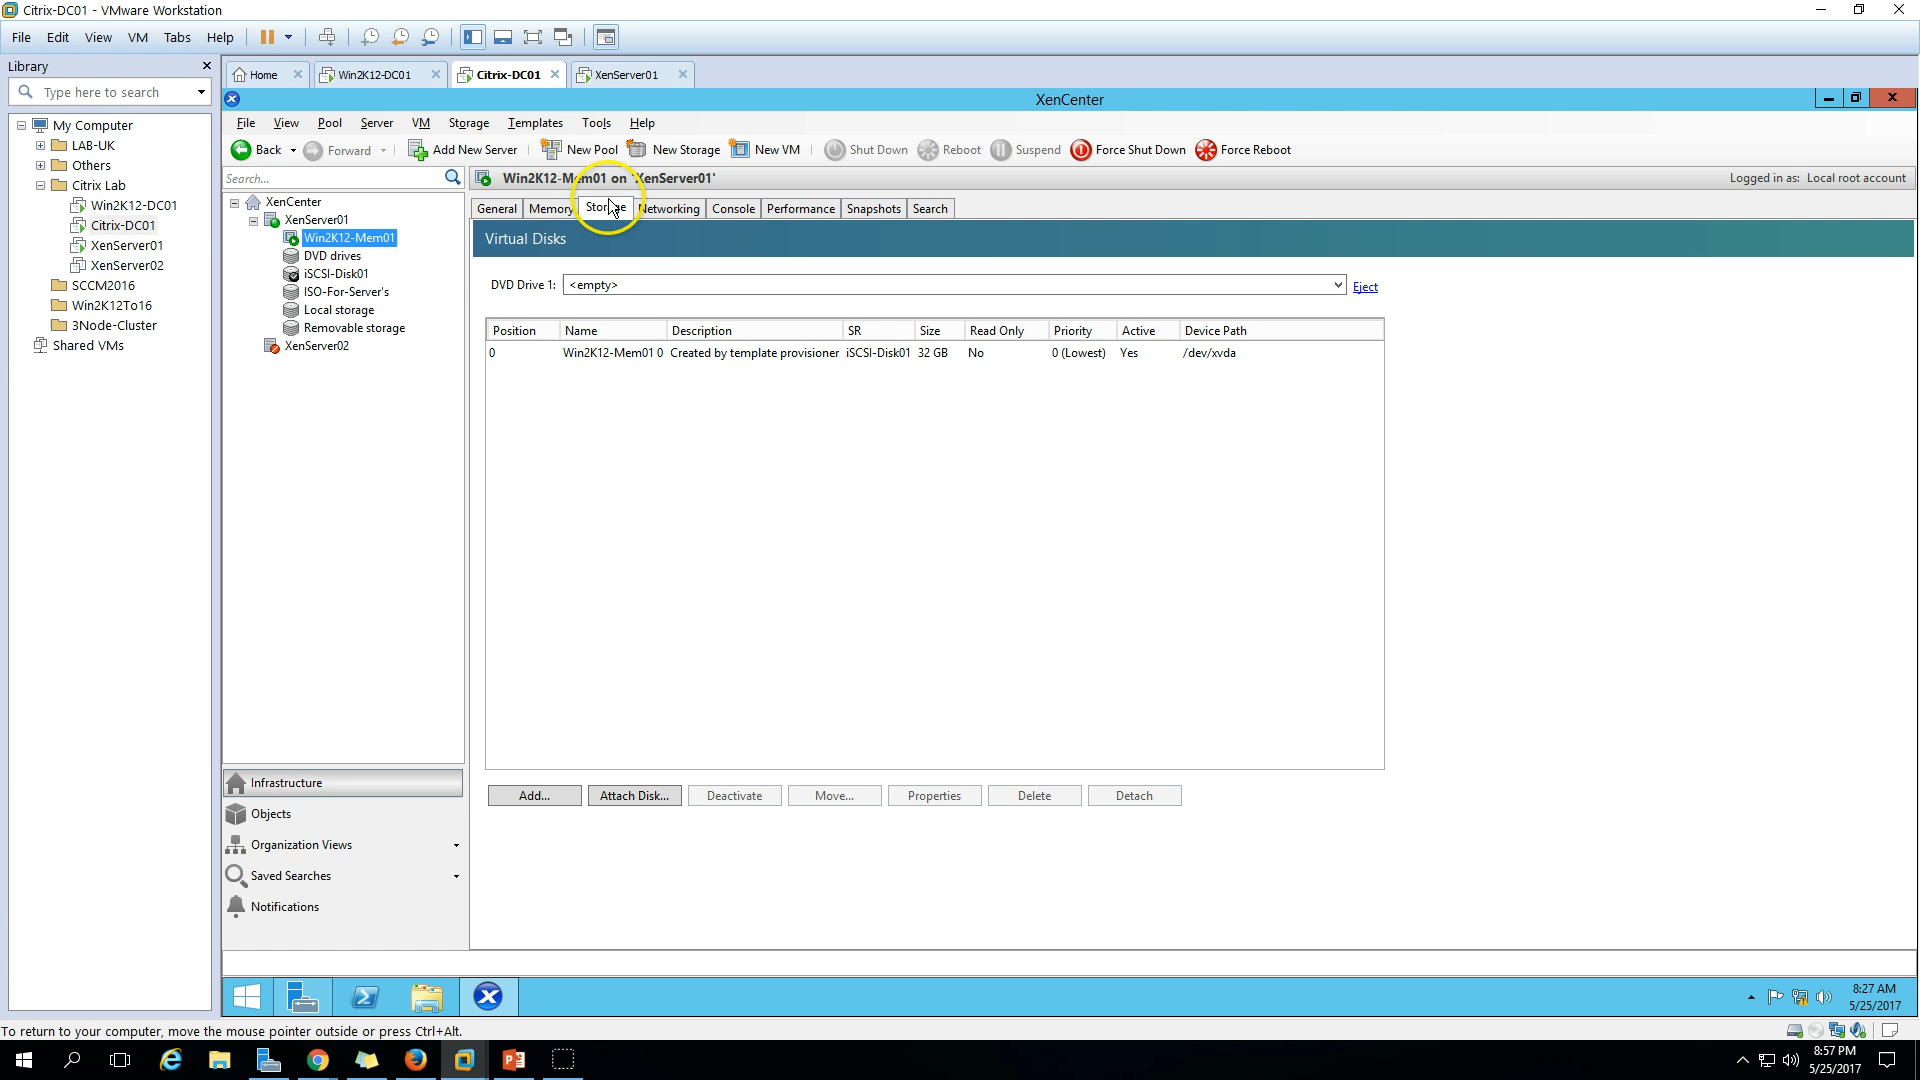 Citrix-DC01 - VMware Workstation
File Edit View VM Tabs Help
Library
Type here to search
My Computer
LAB-UK
Others
Citrix Lab
Win2K12-DC01
Citrix-DC01
XenServer01
XenServer02
SCCM2016
Win2K12To16
3Node-Cluster
Shared VMs
Home Win2K12-DC01 Citrix-DC01 XenServer01
XenCenter
File View Pool Server VM Storage Templates Tools Help
Back Forward Add New Server New Pool New Storage New VM Shut Down Reboot Suspend Force Shut Down Force Reboot
Search...
XenCenter
XenServer01
Win2K12-Mem01
DVD drives
iSCSI-Disk01
ISO-For-Server's
Local storage
Removable storage
XenServer02
Infrastructure
Objects
Organization Views
Saved Searches
Notifications
Win2K12-Mem01 on 'XenServer01'
Logged in as: Local root account
General Memory Storage Networking Console Performance Snapshots Search
Virtual Disks
DVD Drive 1: <empty> Eject
Position Name Description SR Size Read Only Priority Active Device Path
0 Win2K12-Mem01 0 Created by template provisioner iSCSI-Disk01 32 GB No 0 (Lowest) Yes /dev/xvda
Add... Attach Disk... Deactivate Move... Properties Delete Detach
8:27 AM
5/25/2017
To return to your computer, move the mouse pointer outside or press Ctrl+Alt.
8:57 PM
5/25/2017